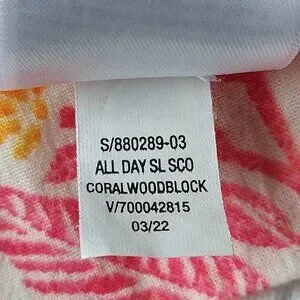 S/880289-03
ALL DAY SL SCO
CORALWOODBLOCK
V/700042815
03/22